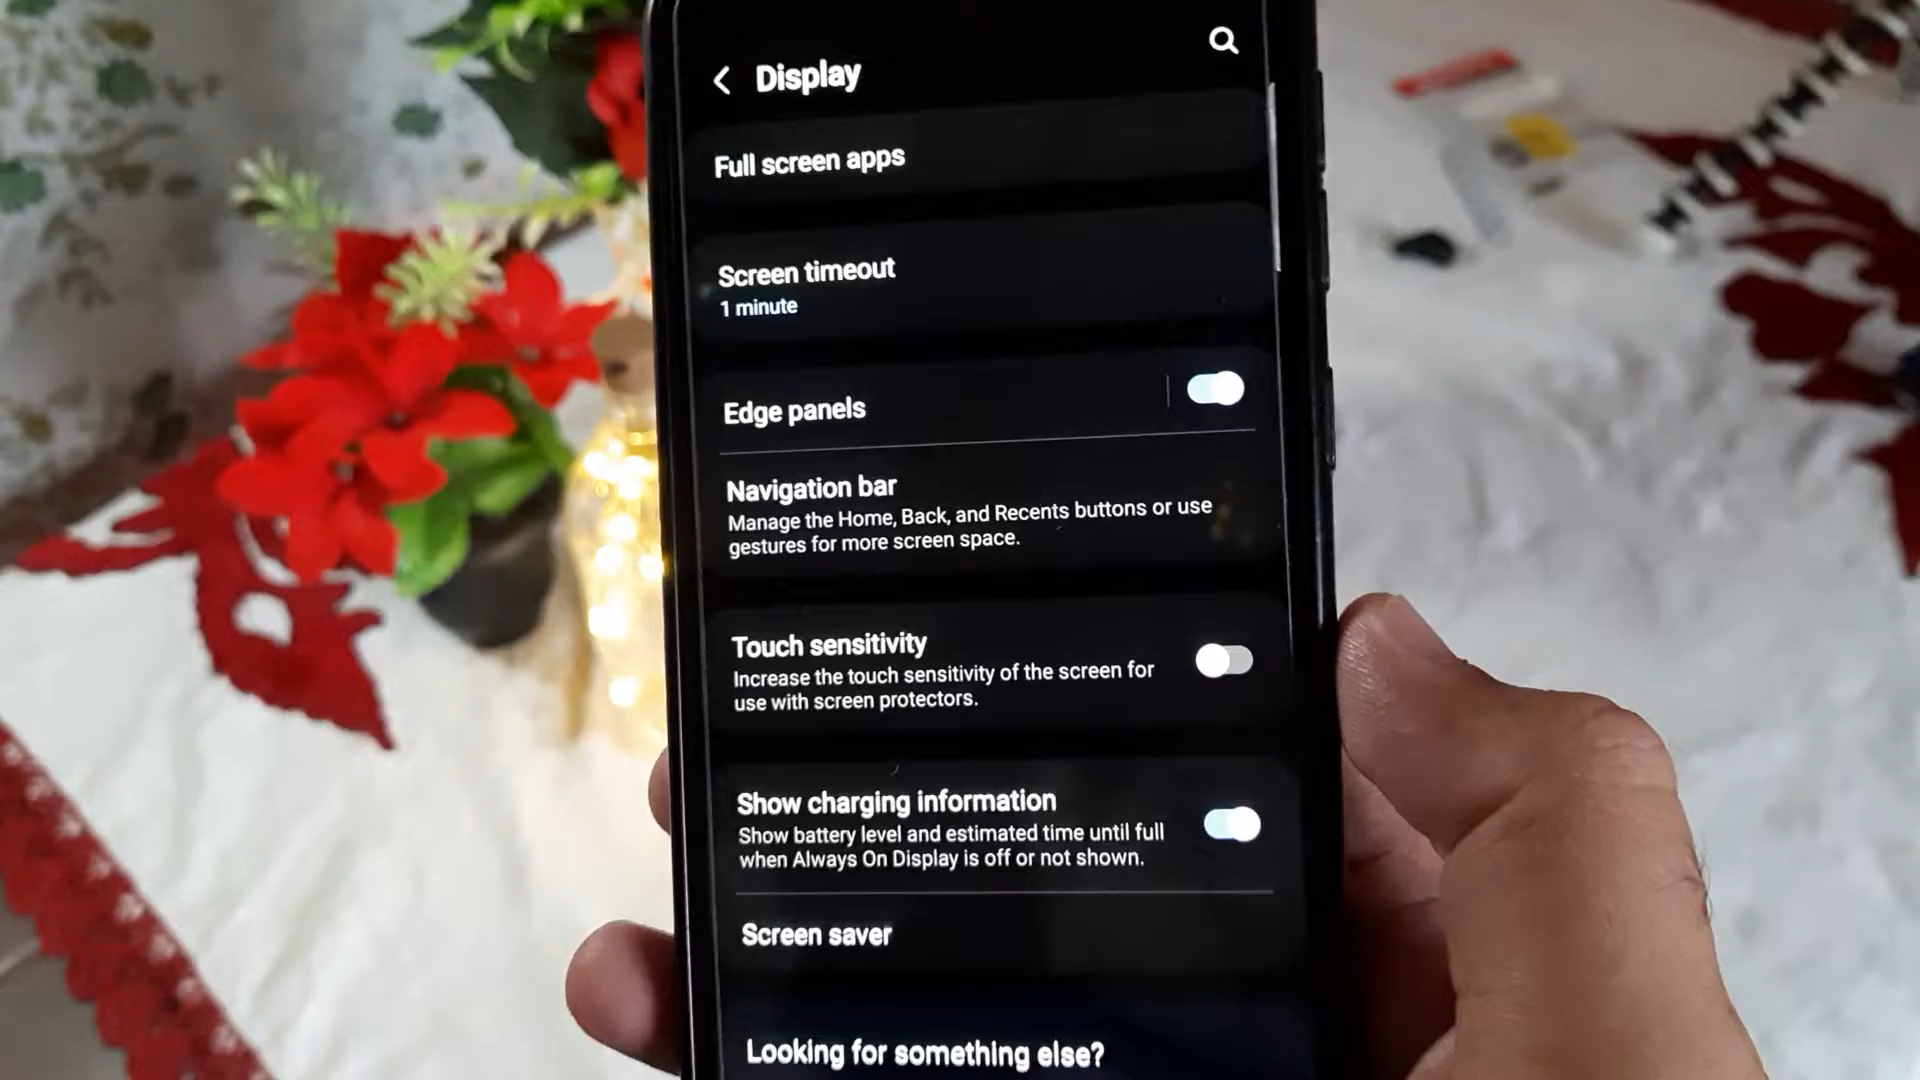 Display
Full screen apps
Screen timeout
1 minute
Edge panels
Navigation bar
Manage the Home, Back, and Recents buttons or use
gestures for more screen space.
Touch sensitivity
Increase the touch sensitivity of the screen for
use with screen protectors.
Show charging information
Show battery level and estimated time until full
when Always On Display is off or not shown.
Screen saver
Looking for something else?